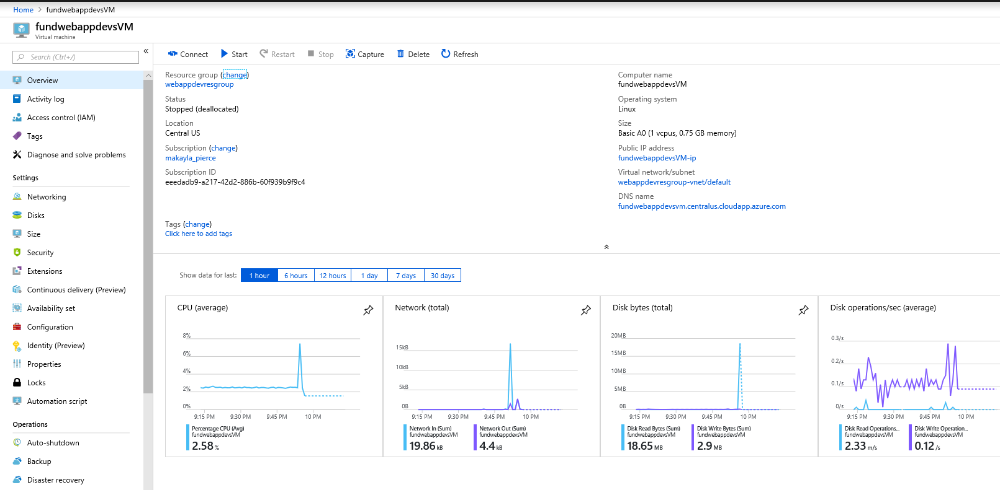 Home > fundwebappdevsVM
fundwebappdevsVM
Virtual machine
Search (Ctrl+/)
«
Overview
Activity log
Access control (IAM)
Tags
Diagnose and solve problems
Settings
Networking
Disks
Size
Security
Extensions
Continuous delivery (Preview)
Availability set
Configuration
Identity (Preview)
Properties
Locks
Automation script
Operations
Auto-shutdown
Backup
Disaster recovery
Connect Start Restart Stop Capture Delete Refresh
Resource group (change)
webappdevresgroup
Status
Stopped (deallocated)
Location
Central US
Subscription (change)
makayla_pierce
Subscription ID
eeedadb9-a217-42d2-886b-60f939b9f9c4
Computer name
fundwebappdevsVM
Operating system
Linux
Size
Basic A0 (1 vcpus, 0.75 GB memory)
Public IP address
fundwebappdevsVM-ip
Virtual network/subnet
webappdevresgroup-vnet/default
DNS name
fundwebappdevsvm.centralus.cloudapp.azure.com
Tags (change)
Click here to add tags
Show data for last: 1 hour 6 hours 12 hours 1 day 7 days 30 days
CPU (average)
8%
6%
4%
2%
0%
9:15 PM 9:30 PM 9:45 PM 10 PM
Percentage CPU (Avg)
fundwebappdevsVM
2.58 %
Network (total)
15kB
10kB
5kB
0B
9:15 PM 9:30 PM 9:45 PM 10 PM
Network In (Sum)
fundwebappdevsVM
19.86 kB
Network Out (Sum)
fundwebappdevsVM
4.4 kB
Disk bytes (total)
20MB
15MB
10MB
5MB
0B
9:15 PM 9:30 PM 9:45 PM 10 PM
Disk Read Bytes (Sum)
fundwebappdevsVM
18.65 MB
Disk Write Bytes (Sum)
fundwebappdevsVM
2.9 MB
Disk operations/sec (average)
0.3/s
0.2/s
0.1/s
0/s
9:15 PM 9:30 PM 9:45 PM 10 PM
Disk Read Operations...
fundwebappdevsVM
2.33 m/s
Disk Write Operation...
fundwebappdevsVM
0.12 /s